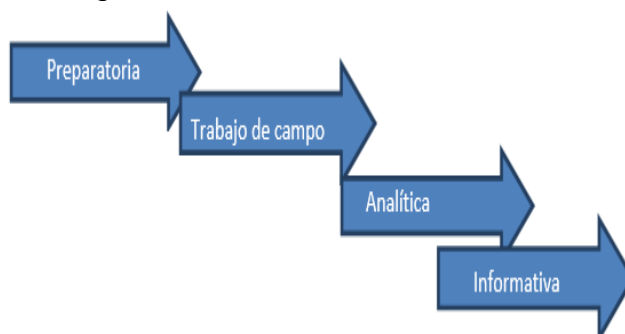 Preparatoria
Trabajo de campo
Analítica
Informativa